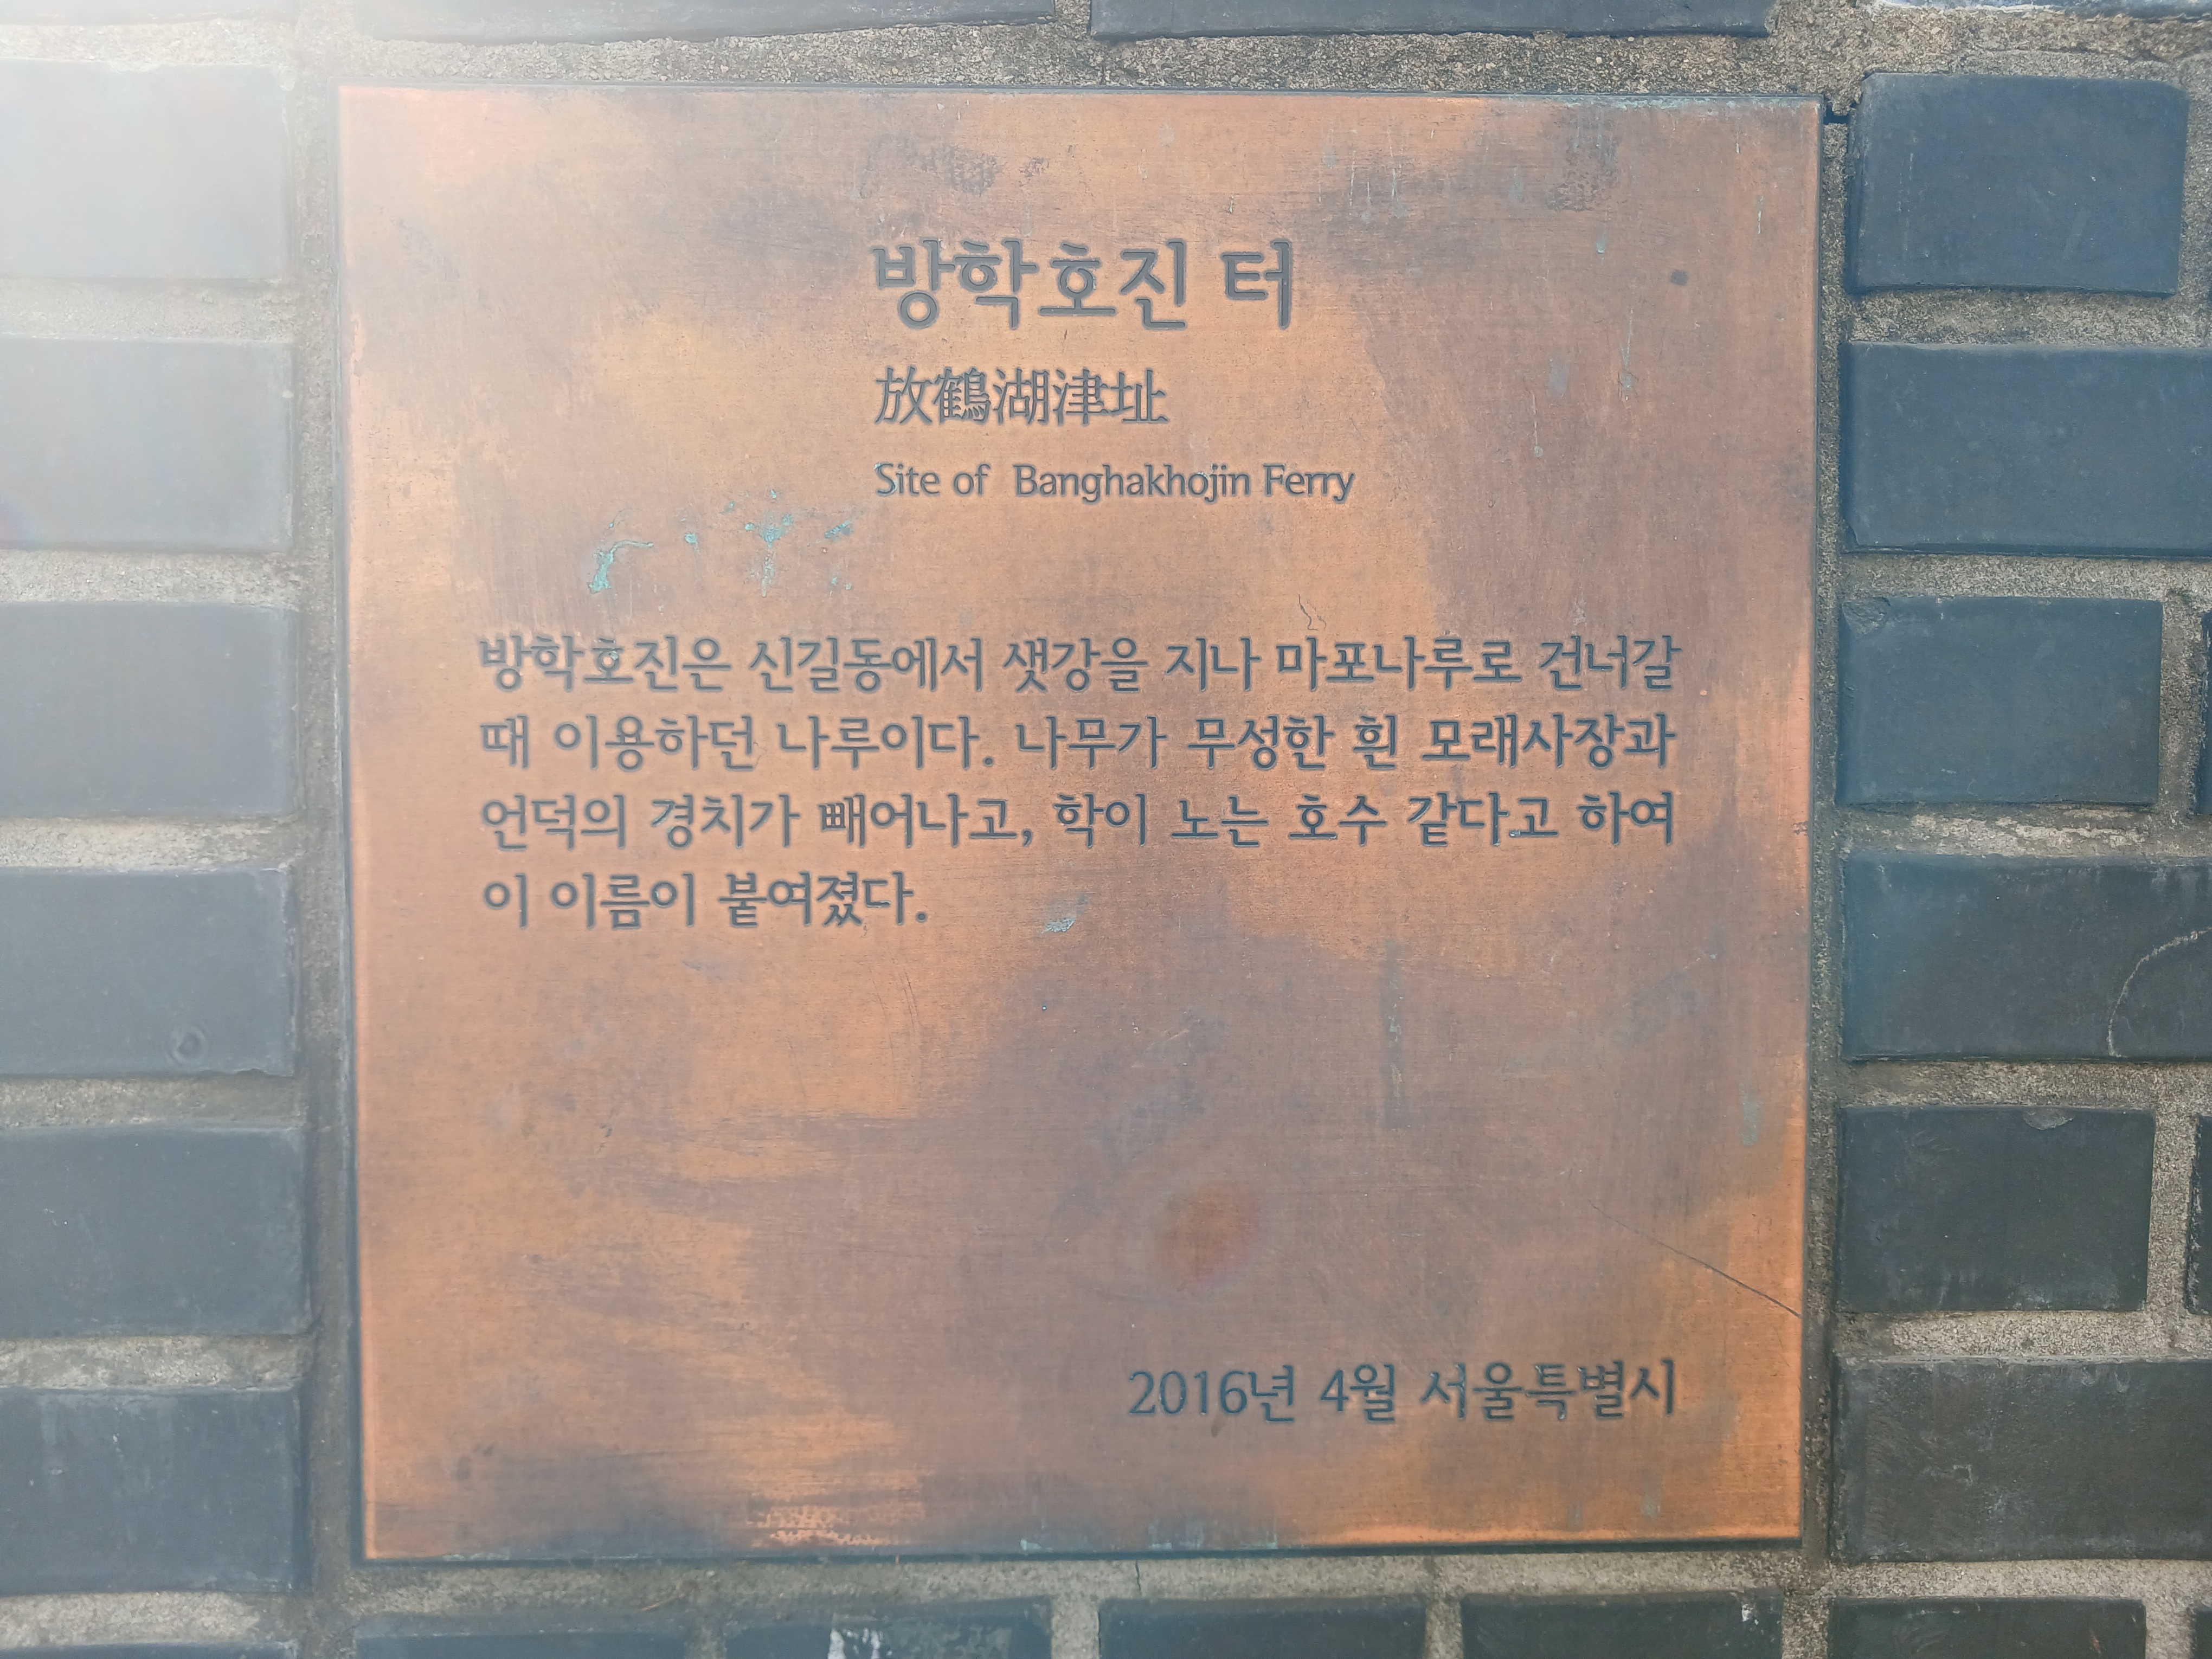 방학호진 터
放鶴湖津址
Site of Banghakhojin Ferry
방학호진은 신길동에서 샛강을 지나 마포나루로 건너갈
때 이용하던 나루이다. 나무가 무성한 흰 모래사장과
언덕의 경치가 빼어나고, 학이 노는 호수 같다고 하여
이 이름이 붙여졌다.
2016년 4월 서울특별시